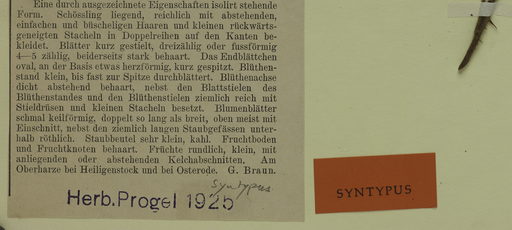 Eine durch ausgezeichnete Eigenschaften isolirt stehende
Form. Schössling liegend, reichlich mit abstehenden,
einfachen und büscheligen Haaren und kleinen rückwärts-
geneigten Stacheln in Doppelreihen auf den Kanten be-
kleidet. Blätter kurz gestielt, dreizählig oder fussförmig
4—5 zählig, beiderseits stark behaart. Das Endblättchen
oval, an der Basis etwas herzförmig, kurz gespitzt. Blüthen-
stand klein, bis fast zur Spitze durchblättert. Blüthenachse
dicht abstehend behaart, nebst den Blattstielen des
Blüthenstandes und den Blüthenstielen ziemlich reich mit
Stieldrüsen und kleinen Stacheln besetzt. Blumenblätter
schmal keilförmig, doppelt so lang als breit, oben meist mit
Einschnitt, nebst den ziemlich langen Staubgefässen unter-
halb röthlich. Staubbeutel sehr klein, kahl. Fruchtboden
und Fruchtknoten behaart. Früchte rundlich, klein, mit
anliegenden oder abstehenden Kelchabschnitten. Am
Oberharze bei Heiligenstock und bei Osterode. G. Braun.
Syntypus
Herb. Progel 1925
SYNTYPUS